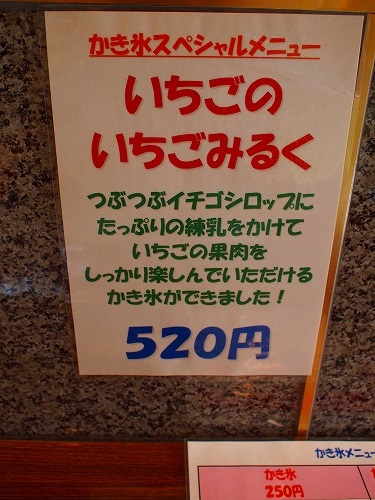 かき氷スペシャルメニュー
いちごの
いちごみるく
つぶつぶイチゴシロップに
たっぷりの練乳をかけて
いちごの果肉を
しっかり楽しんでいただける
かき氷ができました！
520円
かき氷メニュー
かき氷
250円